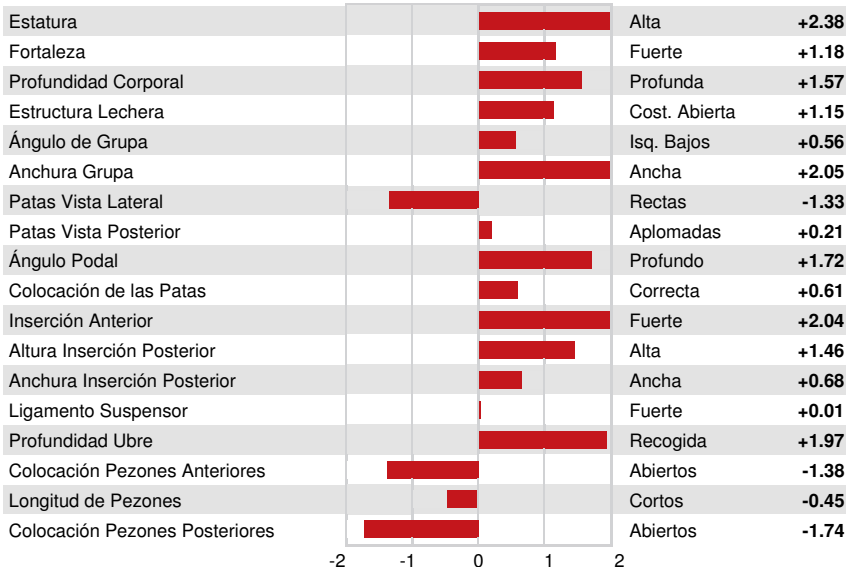 Estatura Alta +2.38
Fortaleza Fuerte +1.18
Profundidad Corporal Profunda +1.57
Estructura Lechera Cost. Abierta +1.15
Ángulo de Grupa Isq. Bajos +0.56
Anchura Grupa Ancha +2.05
Patas Vista Lateral Rectas -1.33
Patas Vista Posterior Aplomadas +0.21
Ángulo Podal Profundo +1.72
Colocación de las Patas Correcta +0.61
Inserción Anterior Fuerte +2.04
Altura Inserción Posterior Alta +1.46
Anchura Inserción Posterior Ancha +0.68
Ligamento Suspensor Fuerte +0.01
Profundidad Ubre Recogida +1.97
Colocación Pezones Anteriores Abiertos -1.38
Longitud de Pezones Cortos -0.45
Colocación Pezones Posteriores Abiertos -1.74
-2 -1 0 1 2